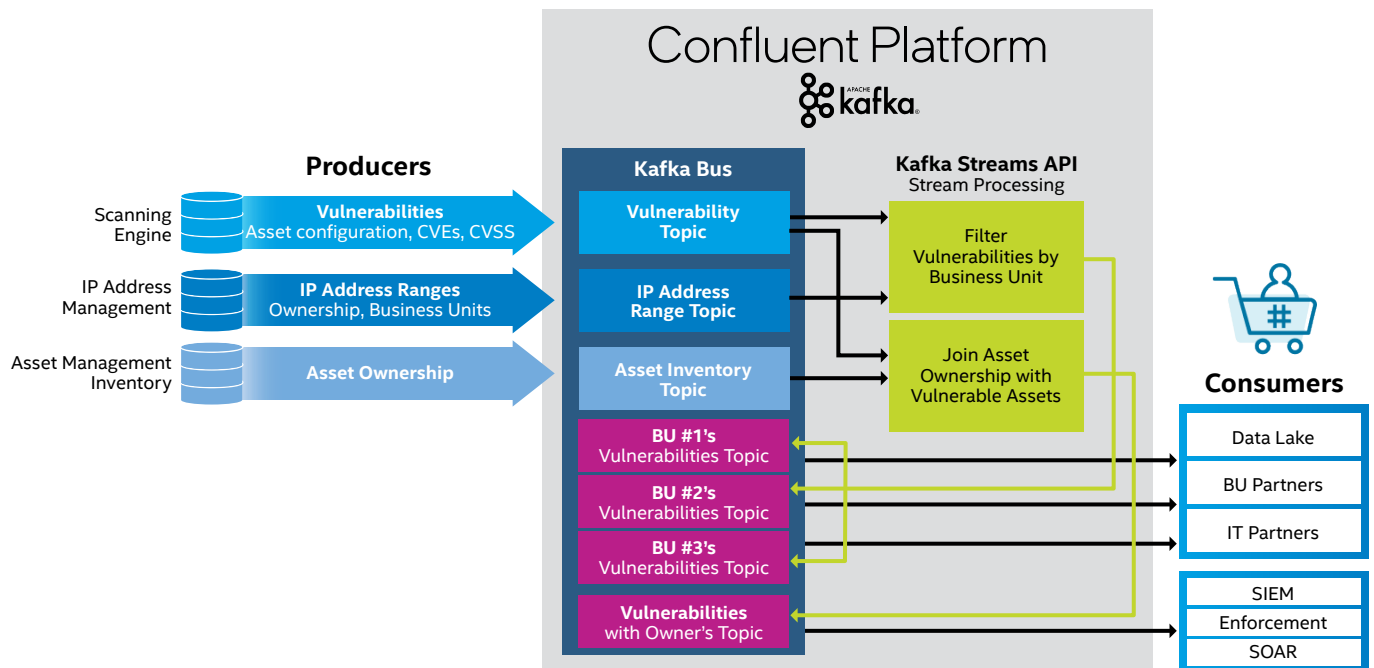 Confluent Platform
APACHE
kafka®
Producers
Scanning
Engine
Vulnerabilities
Asset configuration, CVEs, CVSS
IP Address
Management
IP Address Ranges
Ownership, Business Units
Asset Management
Inventory
Asset Ownership
Kafka Bus
Vulnerability
Topic
IP Address
Range Topic
Asset Inventory
Topic
BU #1’s
Vulnerabilities Topic
BU #2’s
Vulnerabilities Topic
BU #3’s
Vulnerabilities Topic
Vulnerabilities
with Owner’s Topic
Kafka Streams API
Stream Processing
Filter
Vulnerabilities by
Business Unit
Join Asset
Ownership with
Vulnerable Assets
#
Consumers
Data Lake
BU Partners
IT Partners
SIEM
Enforcement
SOAR